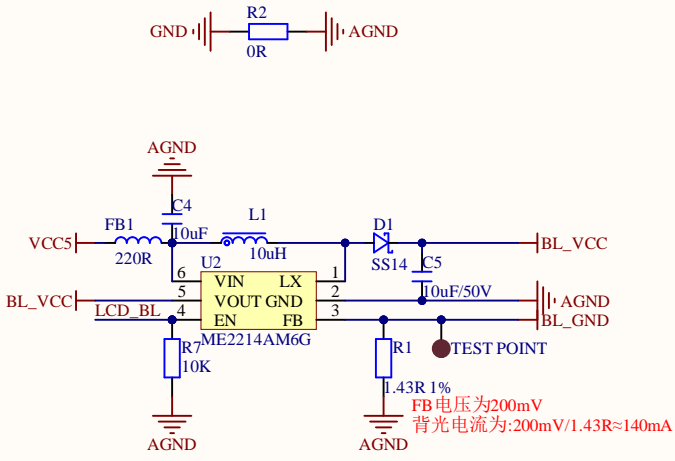 R2
GND
AGND
0R
AGND
C4
FB1
L1
D1
VCC5
10uF
BL_VCC
220R
10uH
SS14
U2
C5
6
VIN
LX
1
10uF/50V
BL_VCC
5
VOUT
GND
2
AGND
LCD_BL
4
EN
FB
3
BL_GND
ME2214AM6G
R7
R1
TEST POINT
10K
1.43R 1%
FB电压为200mV
背光电流为:200mV/1.43R≈140mA
AGND
AGND